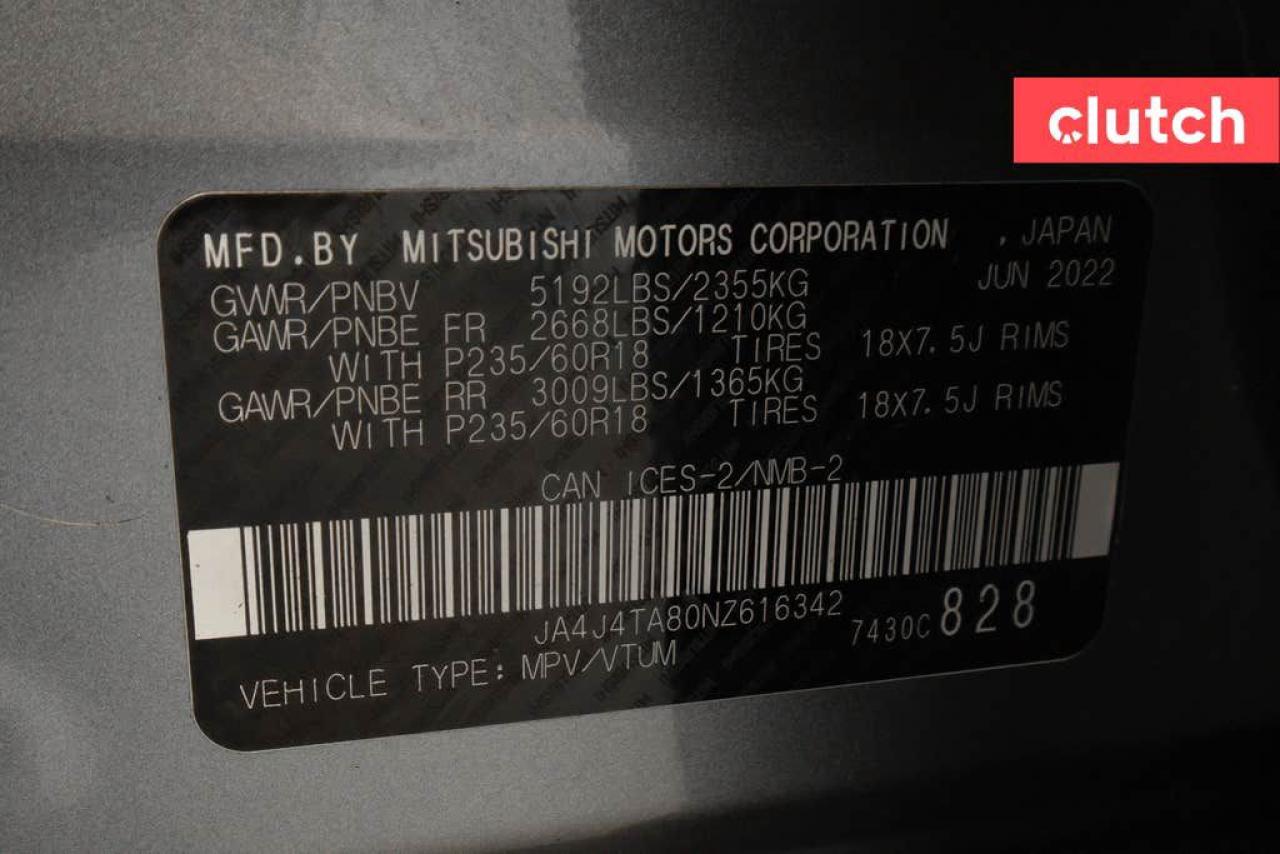 clutch
MFD.BY MITSUBISHI MOTORS CORPORATION , JAPAN
GVWR/PNBV 5192LBS/2355KG JUN 2022
GAWR/PNBE FR 2668LBS/1210KG
WITH P235/60R18 TIRES 18X7.5J RIMS
GAWR/PNBE RR 3009LBS/1365KG
WITH P235/60R18 TIRES 18X7.5J RIMS
CAN ICES-2/NMB-2
JA4J4TA80NZ616342 7430C 828
VEHICLE TYPE: MPV/VTUM